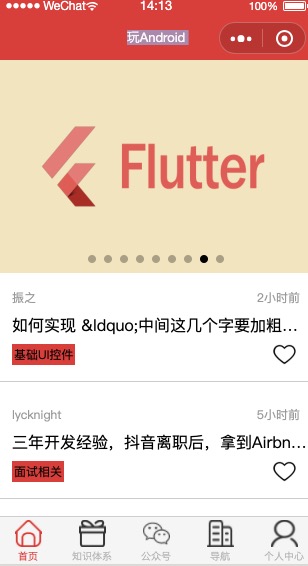 WeChat 14:13 100%
玩Android
Flutter
振之 2小时前
如何实现 &ldquo;中间这几个字要加粗...
基础UI控件
lycknight 5小时前
三年开发经验，抖音离职后，拿到Airbn...
面试相关
首页 知识体系 公众号 导航 个人中心